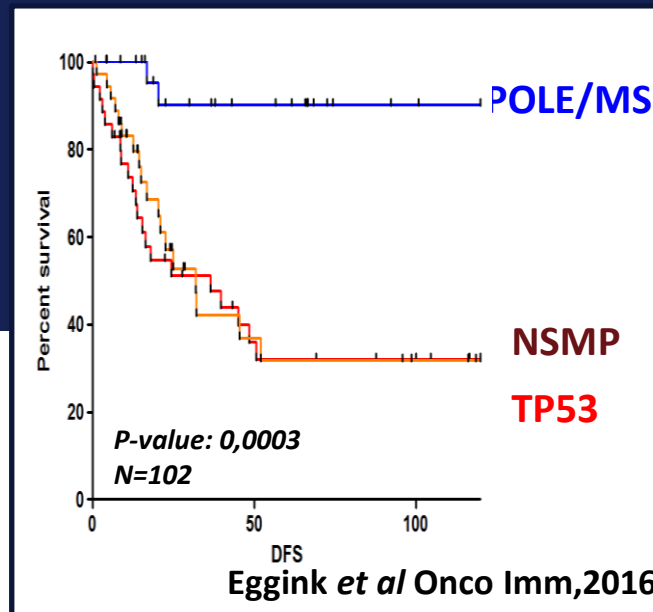 100
80
60
40
20
0
Percent survival
POLE/MS
NSMP
TP53
P-value: 0,0003
N=102
0 50 100
DFS
Eggink et al Onco Imm,2016